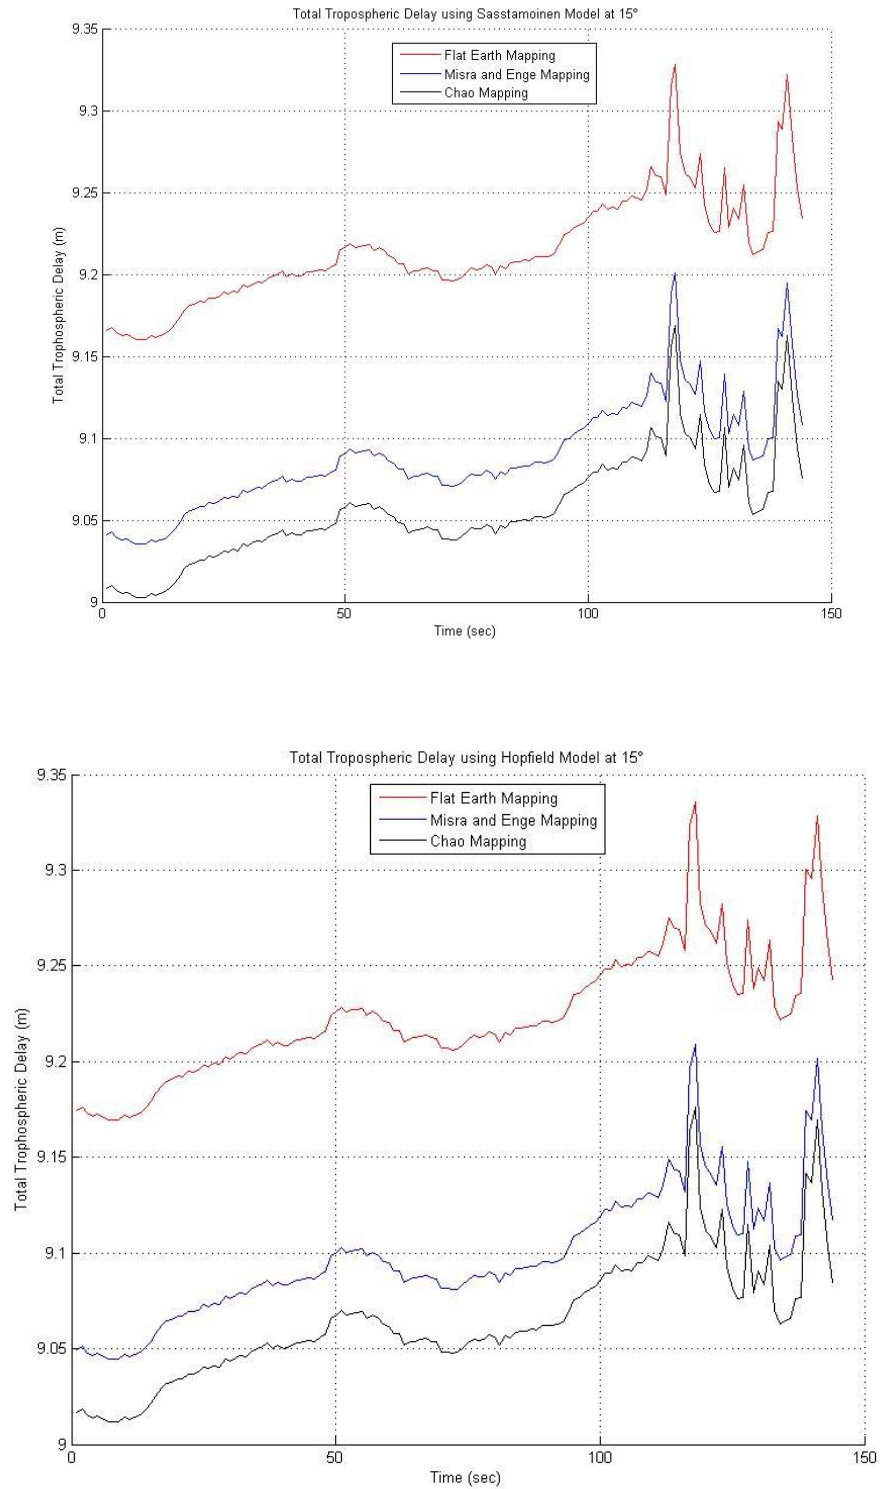 Total Tropospheric Delay using Sasstamoinen Model at 15°
9.35
9.3
9.25
9.2
9.15
9.1
9.05
9
Total Trophospheric Delay (m)
Flat Earth Mapping
Misra and Enge Mapping
Chao Mapping
0
50
100
150
Time (sec)
Total Tropospheric Delay using Hopfield Model at 15°
9.35
9.3
9.25
9.2
9.15
9.1
9.05
9
Total Trophospheric Delay (m)
Flat Earth Mapping
Misra and Enge Mapping
Chao Mapping
0
50
100
150
Time (sec)